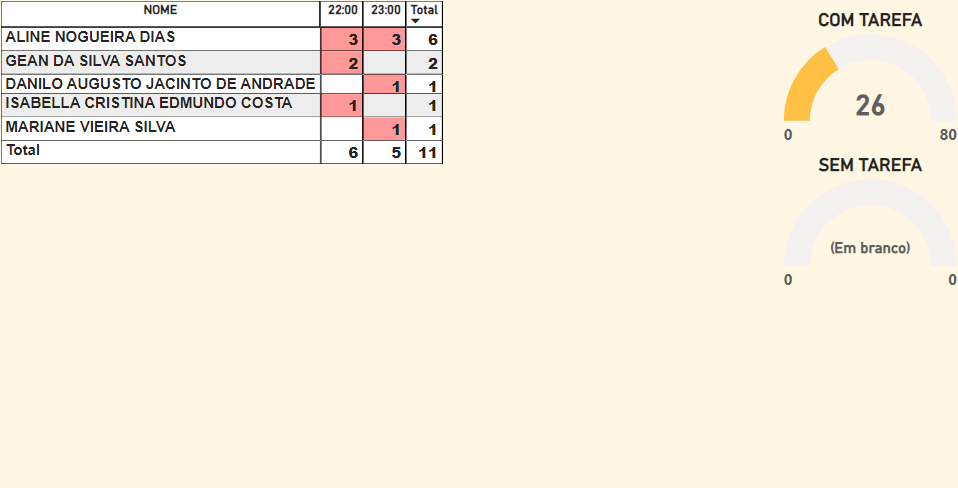 NOME 22:00 23:00 Total
ALINE NOGUEIRA DIAS 3 3 6
GEAN DA SILVA SANTOS 2 2
DANILO AUGUSTO JACINTO DE ANDRADE 1 1
ISABELLA CRISTINA EDMUNDO COSTA 1 1
MARIANE VIEIRA SILVA 1 1
Total 6 5 11
COM TAREFA
26
0 80
SEM TAREFA
(Em branco)
0 0